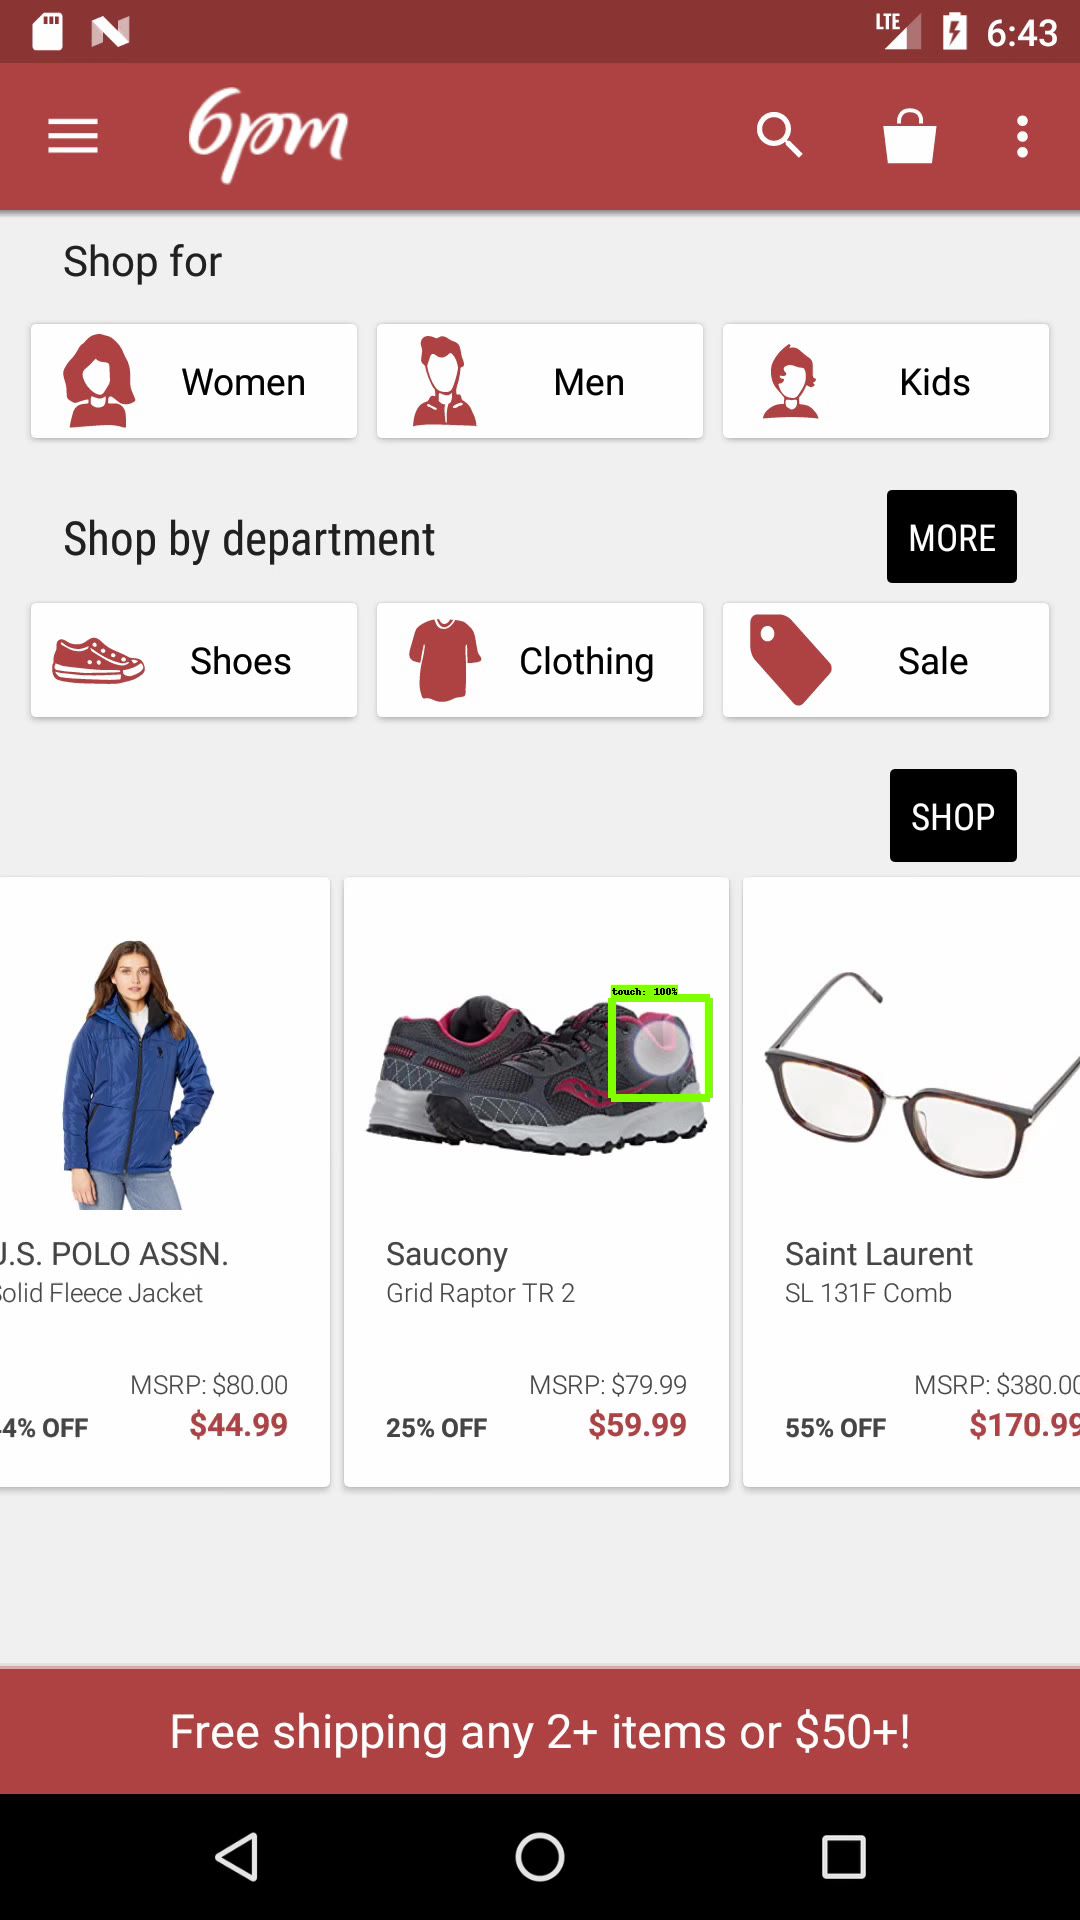 LTE 6:43
6pm
Shop for
Women Men Kids
Shop by department MORE
Shoes Clothing Sale
SHOP
touch: 100%
J.S. POLO ASSN. Saucony Saint Laurent
Solid Fleece Jacket Grid Raptor TR 2 SL 131F Comb
MSRP: $80.00 MSRP: $79.99 MSRP: $380.00
44% OFF $44.99 25% OFF $59.99 55% OFF $170.99
Free shipping any 2+ items or $50+!